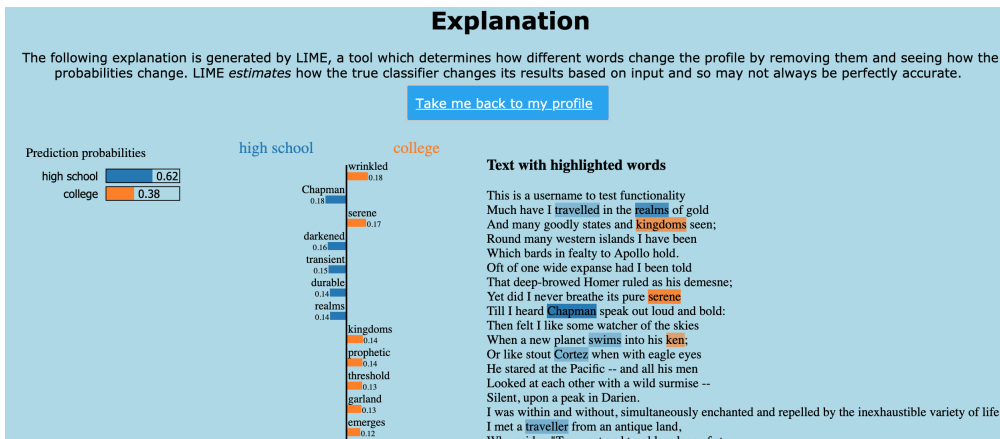 Explanation
The following explanation is generated by LIME, a tool which determines how different words change the profile by removing them and seeing how the
probabilities change. LIME estimates how the true classifier changes its results based on input and so may not always be perfectly accurate.
Take me back to my profile
Prediction probabilities
high school 0.62
college 0.38
high school college
wrinkled
0.18
Chapman
0.18
serene
0.17
darkened
0.16
transient
0.15
durable
0.14
realms
0.14
kingdoms
0.14
prophetic
0.14
threshold
0.13
garland
0.13
emerges
0.12
Text with highlighted words
This is a username to test functionality
Much have I travelled in the realms of gold
And many goodly states and kingdoms seen;
Round many western islands I have been
Which bards in fealty to Apollo hold.
Oft of one wide expanse had I been told
That deep-browed Homer ruled as his demesne;
Yet did I never breathe its pure serene
Till I heard Chapman speak out loud and bold:
Then felt I like some watcher of the skies
When a new planet swims into his ken;
Or like stout Cortez when with eagle eyes
He stared at the Pacific -- and all his men
Looked at each other with a wild surmise --
Silent, upon a peak in Darien.
I was within and without, simultaneously enchanted and repelled by the inexhaustible variety of life
I met a traveller from an antique land,